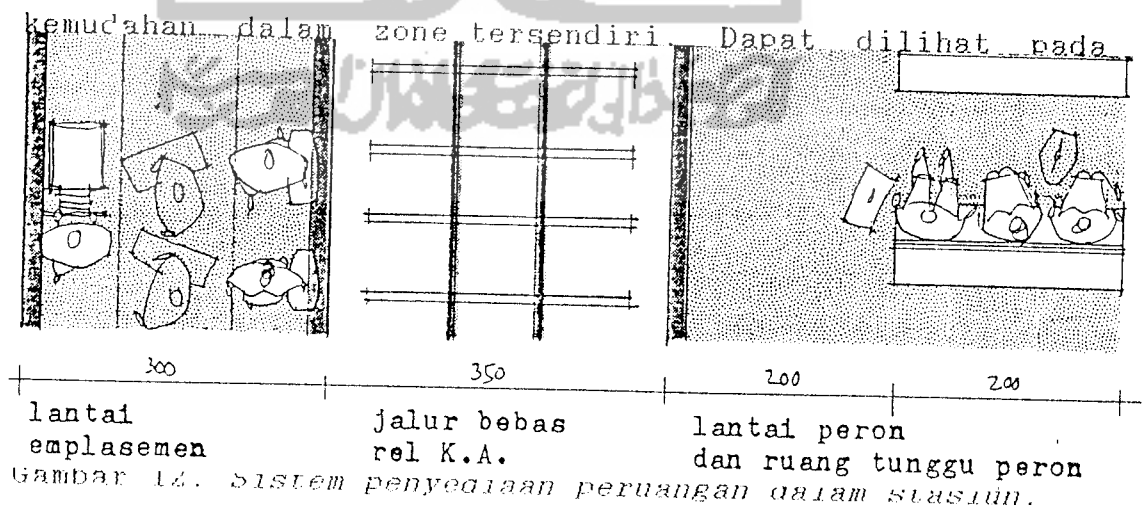 kemudahan dalam zone tersendiri. Dapat dilihat pada
300 350 200 200
lantai
emplasemen
jalur bebas
rel K.A.
lantai peron
dan ruang tunggu peron
Gambar 12. Sistem penyediaan peruangan dalam stasiun.